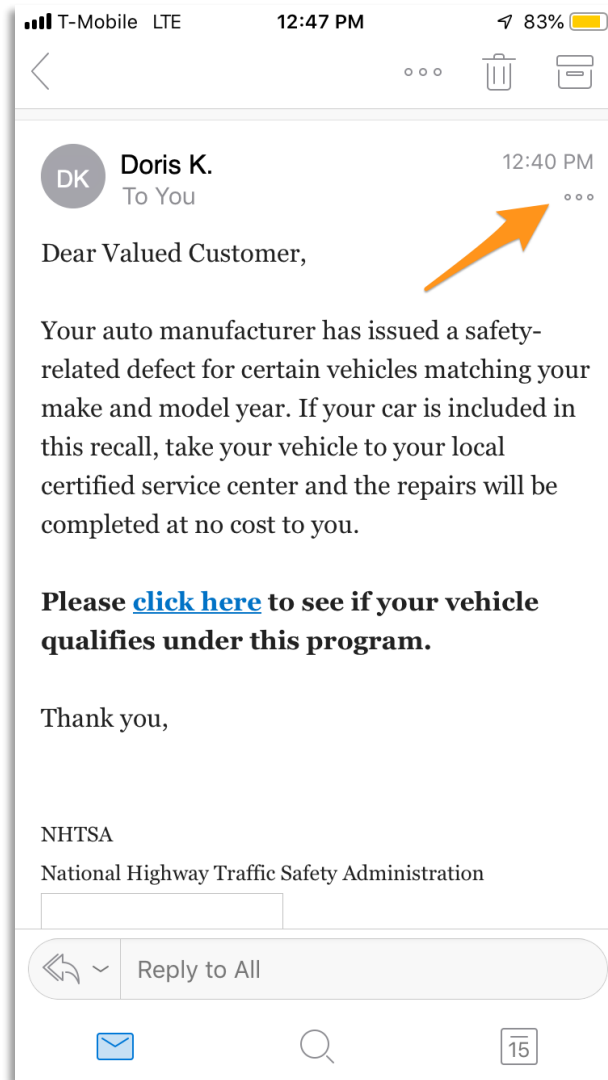 T-Mobile LTE 12:47 PM 83%
DK
Doris K.
12:40 PM
To You
Dear Valued Customer,
Your auto manufacturer has issued a safety-
related defect for certain vehicles matching your
make and model year. If your car is included in
this recall, take your vehicle to your local
certified service center and the repairs will be
completed at no cost to you.
Please click here to see if your vehicle
qualifies under this program.
Thank you,
NHTSA
National Highway Traffic Safety Administration
Reply to All
15